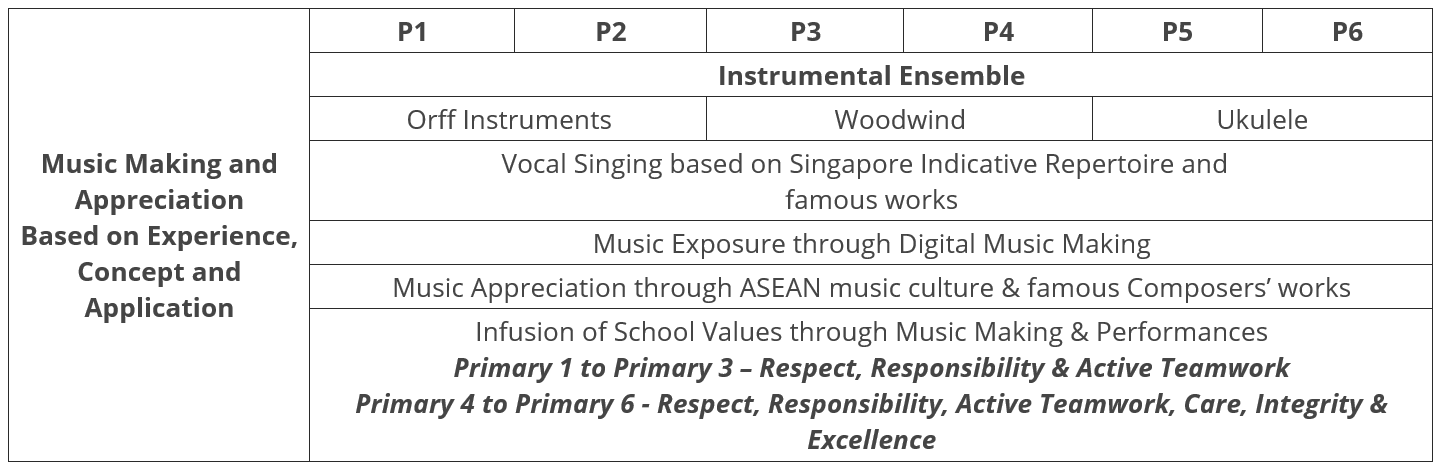 P1 P2 P3 P4 P5 P6
Instrumental Ensemble
Orff Instruments Woodwind Ukulele
Music Making and
Appreciation
Based on Experience,
Concept and
Application
Vocal Singing based on Singapore Indicative Repertoire and
famous works
Music Exposure through Digital Music Making
Music Appreciation through ASEAN music culture & famous Composers’ works
Infusion of School Values through Music Making & Performances
Primary 1 to Primary 3 – Respect, Responsibility & Active Teamwork
Primary 4 to Primary 6 - Respect, Responsibility, Active Teamwork, Care, Integrity &
Excellence